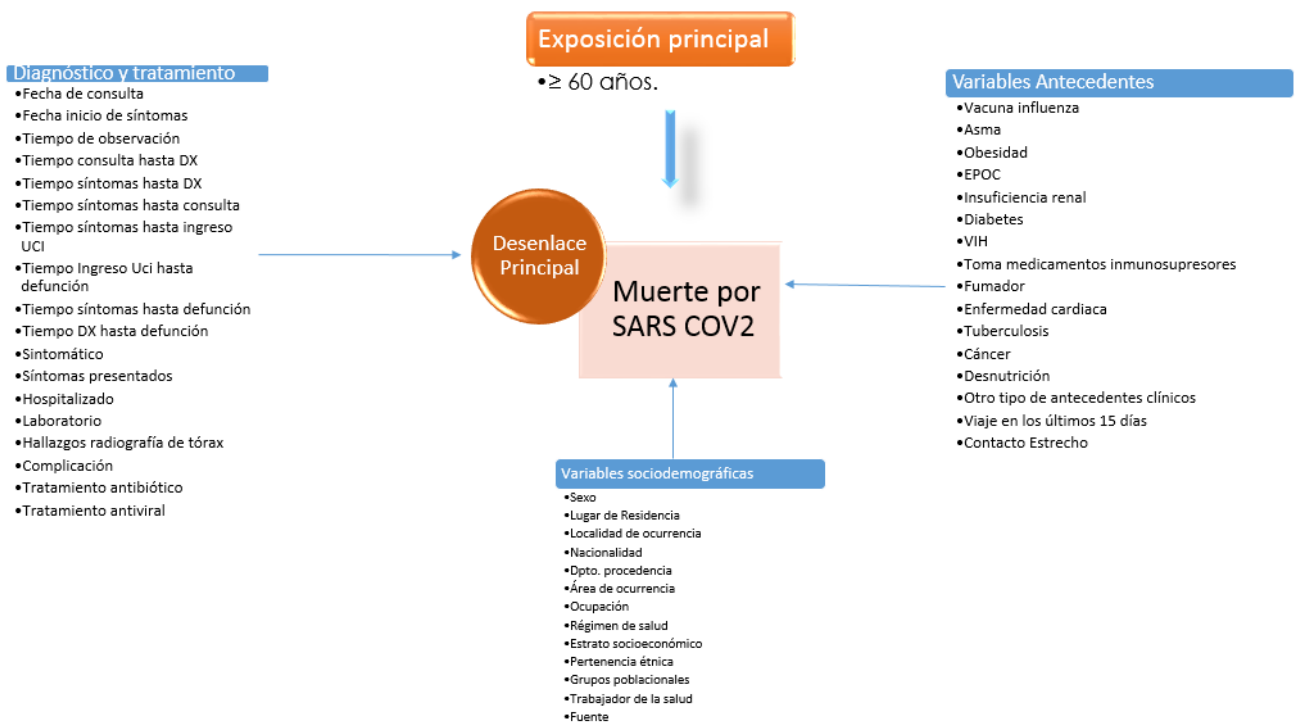 Exposición principal
•≥ 60 años.
Diagnóstico y tratamiento
•Fecha de consulta
•Fecha inicio de síntomas
•Tiempo de observación
•Tiempo consulta hasta DX
•Tiempo síntomas hasta DX
•Tiempo síntomas hasta consulta
•Tiempo síntomas hasta ingreso
UCI
•Tiempo Ingreso Uci hasta
defunción
•Tiempo síntomas hasta defunción
•Tiempo DX hasta defunción
•Sintomático
•Síntomas presentados
•Hospitalizado
•Laboratorio
•Hallazgos radiografía de tórax
•Complicación
•Tratamiento antibiótico
•Tratamiento antiviral
Desenlace
Principal
Muerte por
SARS COV2
Variables Antecedentes
•Vacuna influenza
•Asma
•Obesidad
•EPOC
•Insuficiencia renal
•Diabetes
•VIH
•Toma medicamentos inmunosupresores
•Fumador
•Enfermedad cardiaca
•Tuberculosis
•Cáncer
•Desnutrición
•Otro tipo de antecedentes clínicos
•Viaje en los últimos 15 días
•Contacto Estrecho
Variables sociodemográficas
•Sexo
•Lugar de Residencia
•Localidad de ocurrencia
•Nacionalidad
•Dpto. procedencia
•Área de ocurrencia
•Ocupación
•Régimen de salud
•Estrato socioeconómico
•Pertenencia étnica
•Grupos poblacionales
•Trabajador de la salud
•Fuente